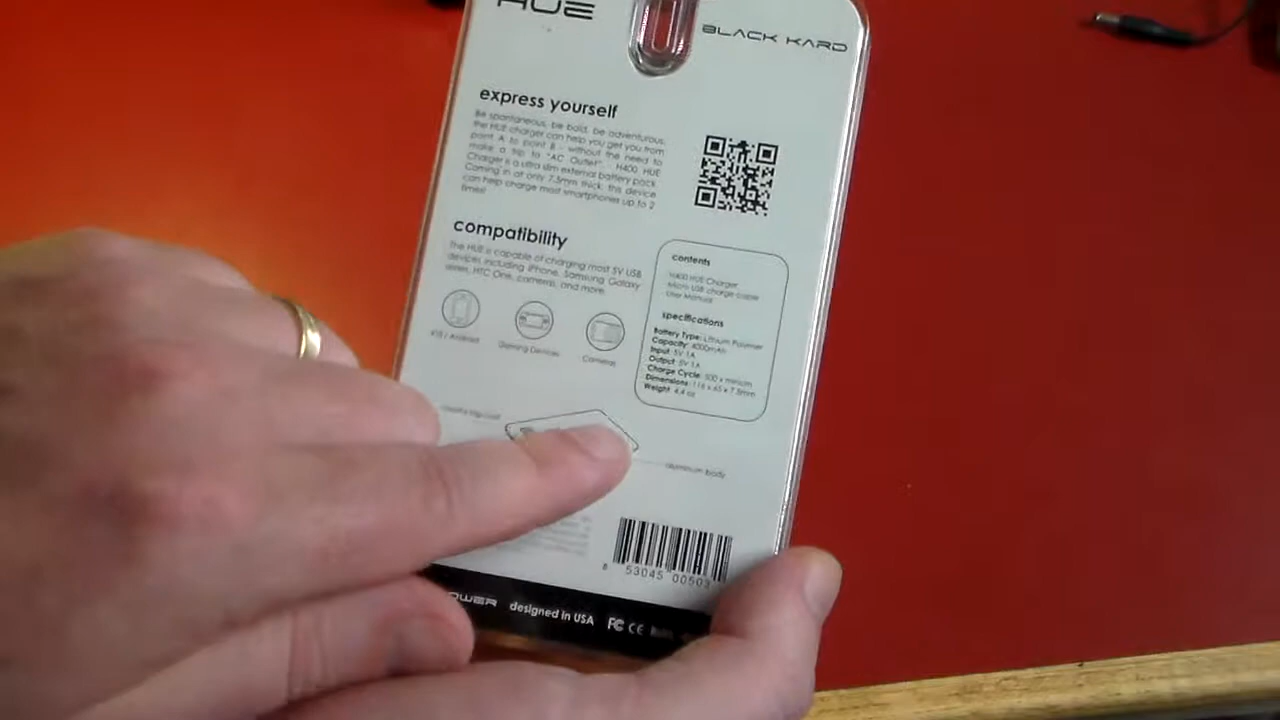 HUE
BLACK KARD
express yourself
Be spontaneous, be bold, be adventurous,
the HUE charger can help you get you from
point A to point B - without the need to
make a trip to "AC Outlet". H400 HUE
Charger is a ultra slim external battery pack
Coming in at only 7.5mm thick, this device
can help charge most smartphones up to 2
times!
compatibility
The HUE is capable of charging most 5V USB
devices including iPhone, Samsung Galaxy
series, HTC One, cameras, and more.
iOS / Android
Gaming Devices
Cameras
contents
H400 HUE Charger
Micro USB charge cable
User Manual
specifications
Battery Type: Lithium Polymer
Capacity: 4000mAh
Input: 5V 1A
Output: 5V 1A
Charge Cycle: 500 x minium
Dimensions: 116 x 65 x 7.5mm
Weight: 4.4 oz
aluminum body
8 53045 00503
designed in USA
FC CE